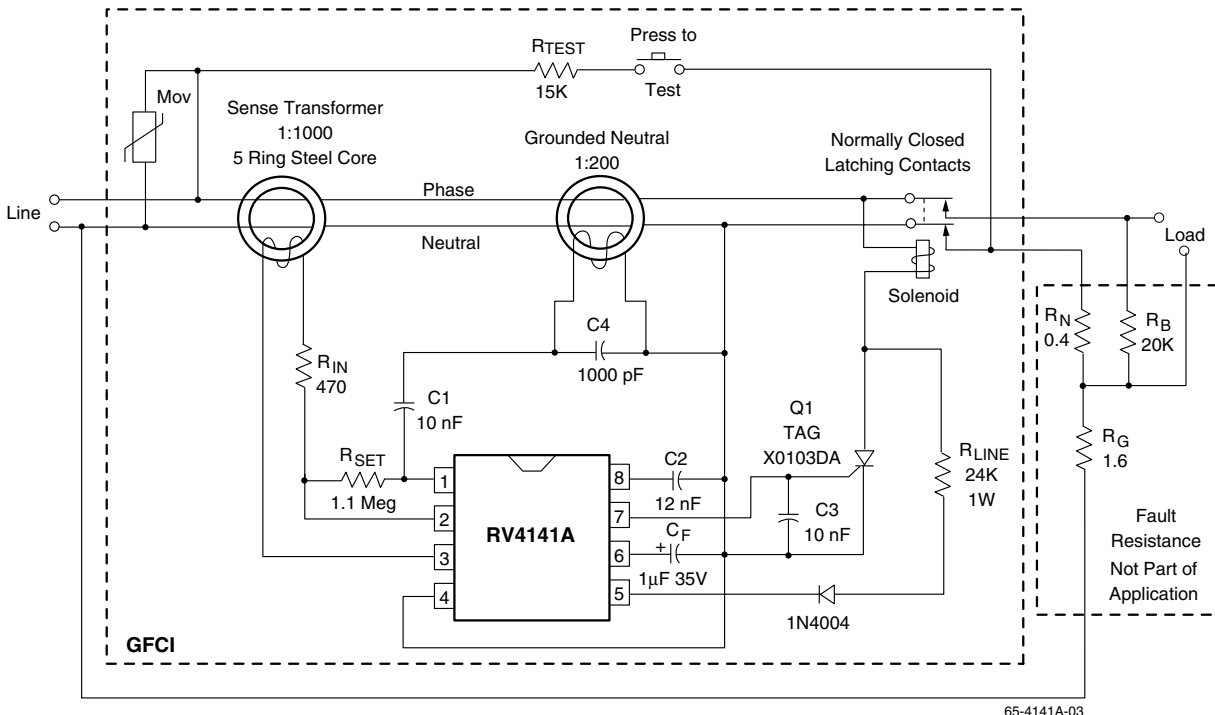 Press to
Test
RTEST
15K
Mov
Sense Transformer
1:1000
5 Ring Steel Core
Grounded Neutral
1:200
Normally Closed
Latching Contacts
Line
Phase
Neutral
Load
Solenoid
RN
0.4
RB
20K
C4
1000 pF
RIN
470
C1
10 nF
Q1
TAG
X0103DA
RG
1.6
RSET
1.1 Meg
RLINE
24K
1W
C2
12 nF
C3
10 nF
CF
+
1μF 35V
RV4141A
1
2
3
4
8
7
6
5
1N4004
Fault
Resistance
Not Part of
Application
GFCI
65-4141A-03